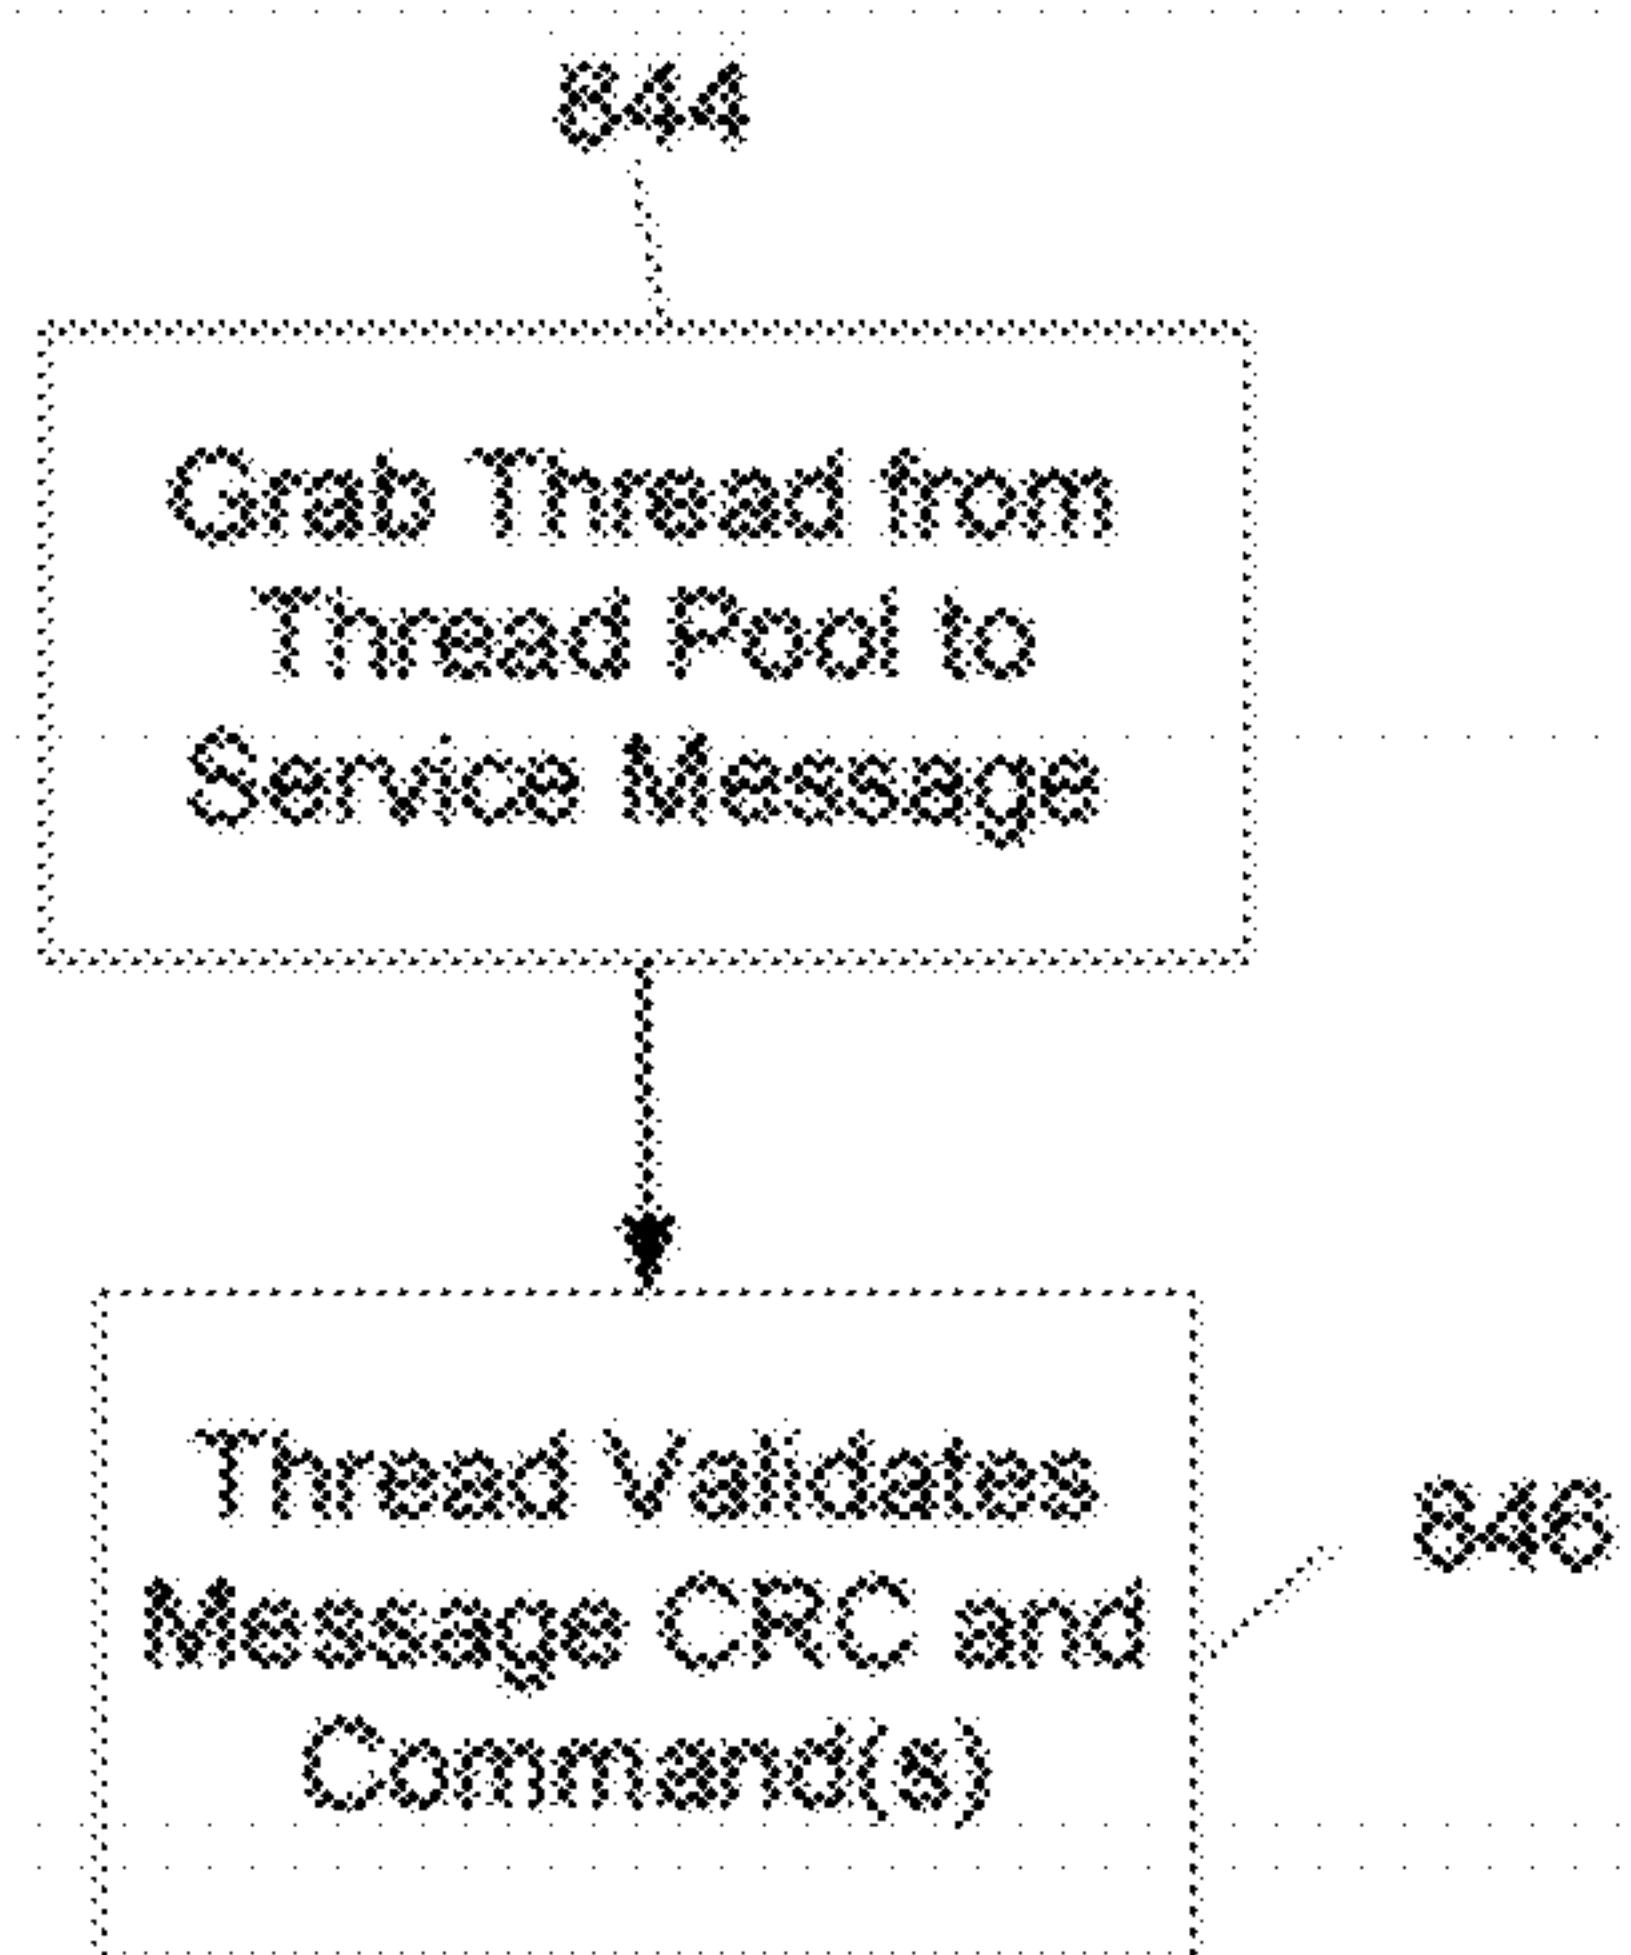 844
Grab Thread from
Thread Pool to
Service Message
Thread Validates
Message CRC and
Command(s)
846